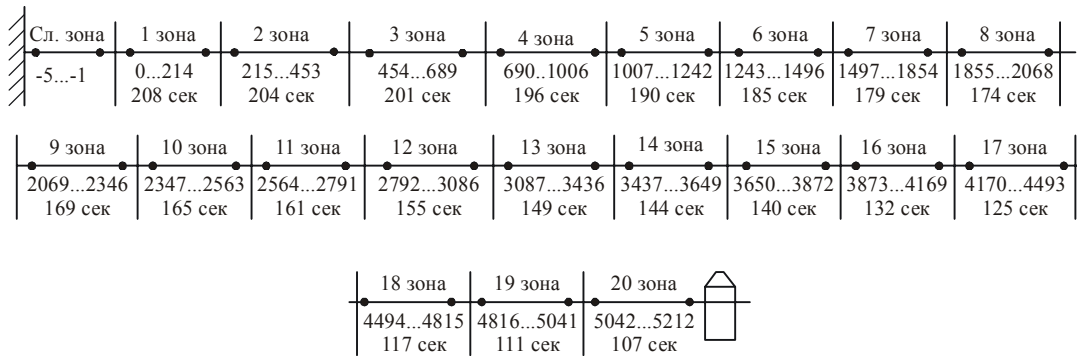 Сл. зона 1 зона 2 зона 3 зона 4 зона 5 зона 6 зона 7 зона 8 зона
-5...-1 0...214 215...453 454...689 690..1006 1007...1242 1243...1496 1497...1854 1855...2068
208 сек 204 сек 201 сек 196 сек 190 сек 185 сек 179 сек 174 сек
9 зона 10 зона 11 зона 12 зона 13 зона 14 зона 15 зона 16 зона 17 зона
2069...2346 2347...2563 2564...2791 2792...3086 3087...3436 3437...3649 3650...3872 3873...4169 4170...4493
169 сек 165 сек 161 сек 155 сек 149 сек 144 сек 140 сек 132 сек 125 сек
18 зона 19 зона 20 зона
4494...4815 4816...5041 5042...5212
117 сек 111 сек 107 сек